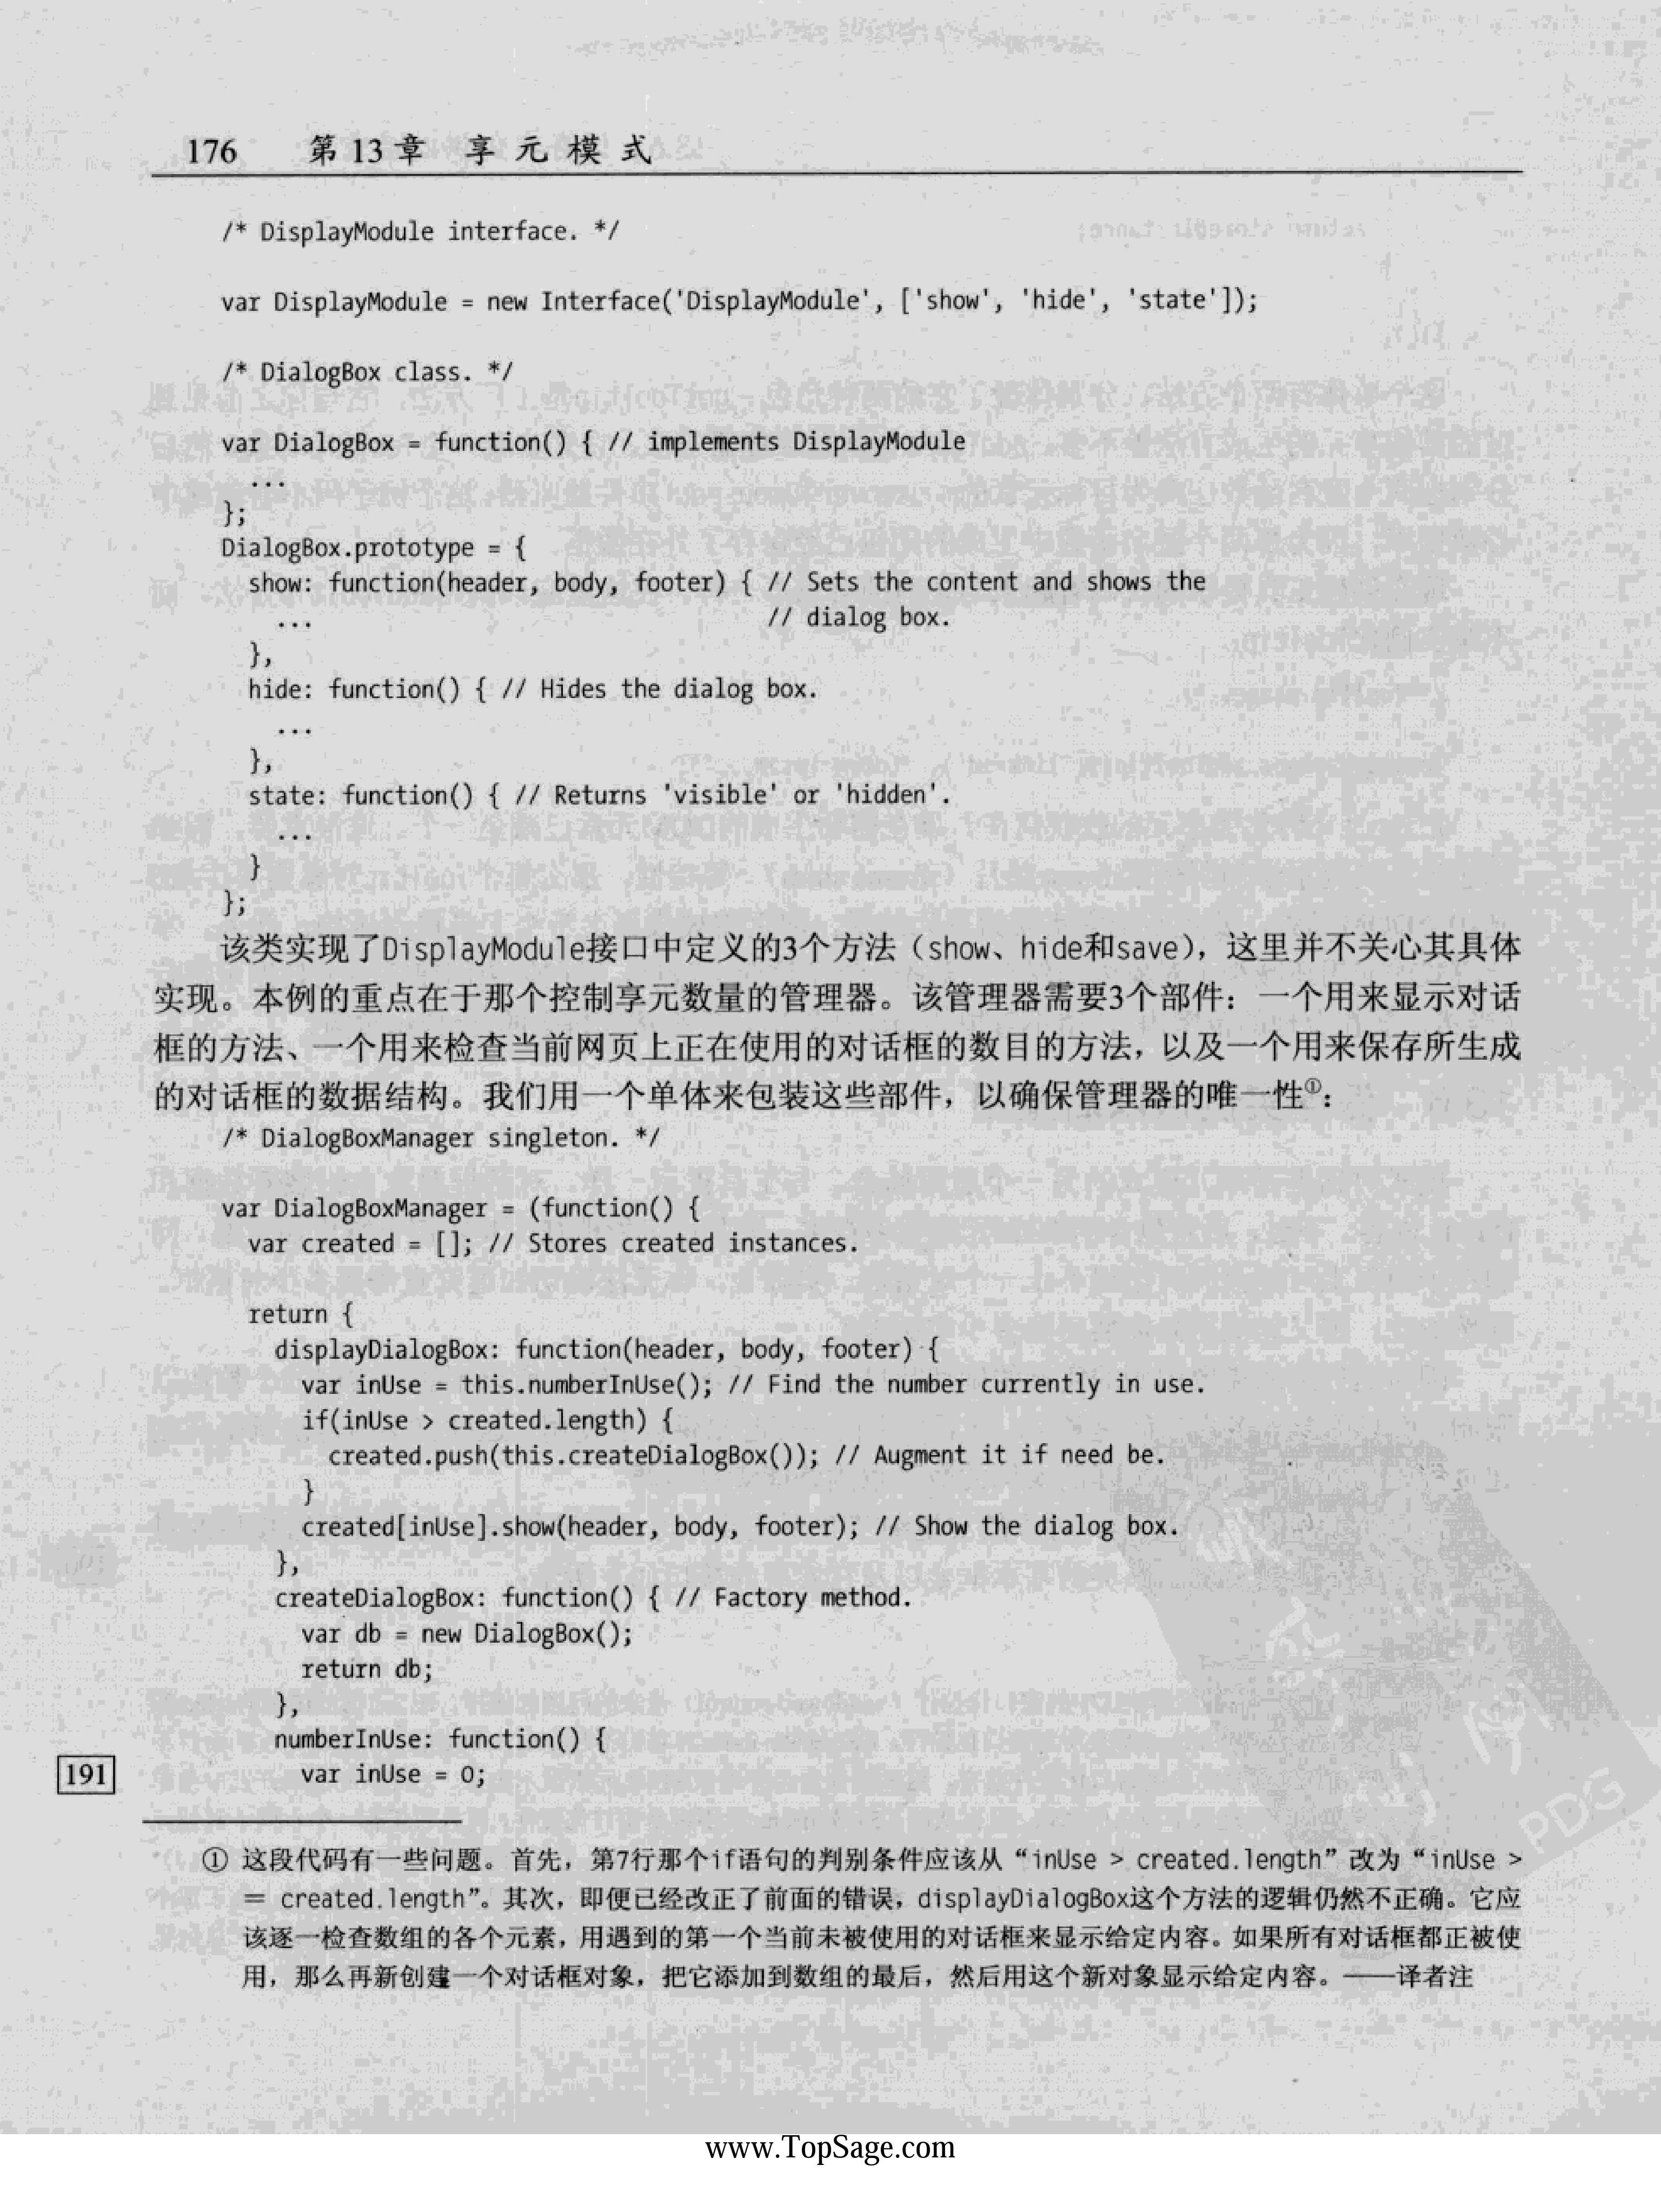 176 第 13 章 享 元 模 式
/* DisplayModule interface. */
var DisplayModule = new Interface('DisplayModule', ['show', 'hide', 'state']);
/* DialogBox class. */
var DialogBox = function() { // implements DisplayModule
...
};
DialogBox.prototype = {
show: function(header, body, footer) { // Sets the content and shows the
... // dialog box.
},
hide: function() { // Hides the dialog box.
...
},
state: function() { // Returns 'visible' or 'hidden'.
...
}
};
该类实现了DisplayModule接口中定义的3个方法（show、hide和save），这里并不关心其具体
实现。本例的重点在于那个控制享元数量的管理器。该管理器需要3个部件：一个用来显示对话
框的方法、一个用来检查当前网页上正在使用的对话框的数目的方法，以及一个用来保存所生成
的对话框的数据结构。我们用一个单体来包装这些部件，以确保管理器的唯一性①：
/* DialogBoxManager singleton. */
var DialogBoxManager = (function() {
var created = []; // Stores created instances.
return {
displayDialogBox: function(header, body, footer) {
var inUse = this.numberInUse(); // Find the number currently in use.
if(inUse > created.length) {
created.push(this.createDialogBox()); // Augment it if need be.
}
created[inUse].show(header, body, footer); // Show the dialog box.
},
createDialogBox: function() { // Factory method.
var db = new DialogBox();
return db;
},
numberInUse: function() {
191 var inUse = 0;
① 这段代码有一些问题。首先，第7行那个if语句的判别条件应该从“inUse > created.length”改为“inUse >
= created.length”。其次，即便已经改正了前面的错误，displayDialogBox这个方法的逻辑仍然不正确。它应
该逐一检查数组的各个元素，用遇到的第一个当前未被使用的对话框来显示给定内容。如果所有对话框都正被使
用，那么再新创建一个对话框对象，把它添加到数组的最后，然后用这个新对象显示给定内容。——译者注
PDG
www.TopSage.com